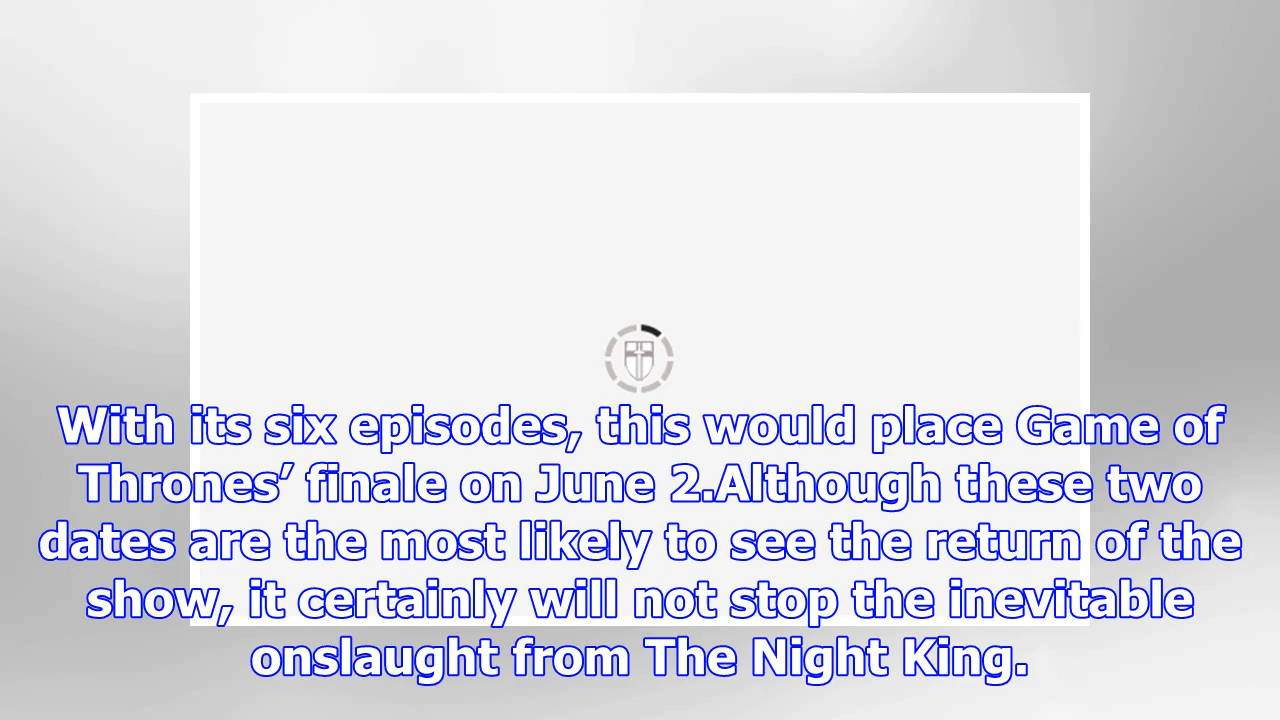 With its six episodes, this would place Game of
Thrones’ finale on June 2.Although these two
dates are the most likely to see the return of the
show, it certainly will not stop the inevitable
onslaught from The Night King.